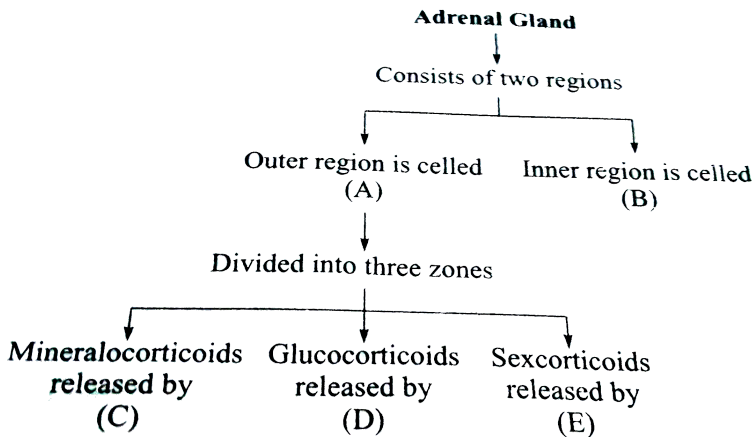 Adrenal Gland
Consists of two regions
Outer region is celled
(A)
Inner region is celled
(B)
Divided into three zones
Mineralocorticoids
released by
(C)
Glucocorticoids
released by
(D)
Sexcorticoids
released by
(E)